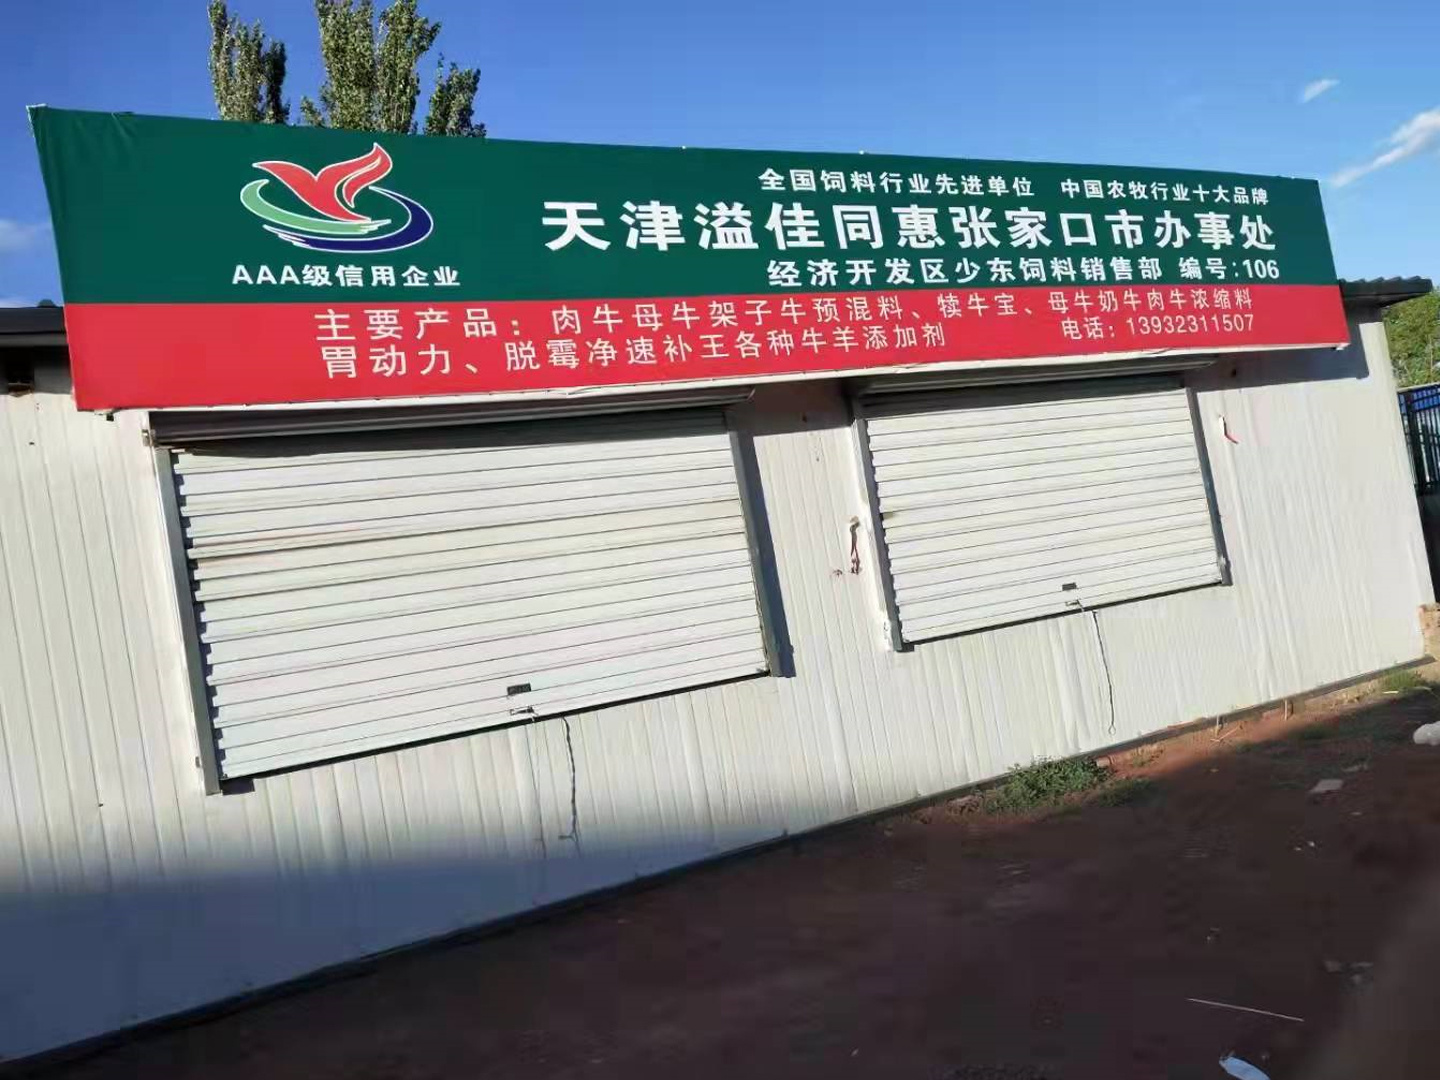 全国饲料行业先进单位 中国农牧行业十大品牌
天津溢佳同惠张家口市办事处
AAA级信用企业
经济开发区少东饲料销售部 编号:106
主要产品:肉牛母牛架子牛预混料、犊牛宝、母牛奶牛肉牛浓缩料
胃动力、脱霉净速补王各种牛羊添加剂
电话:13932311507